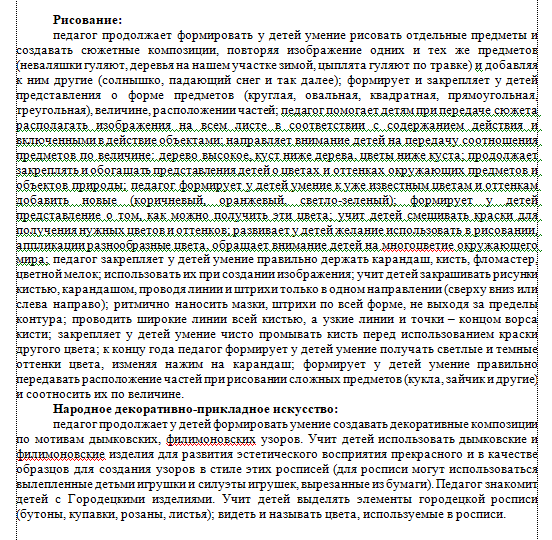 Рисование:
педагог продолжает формировать у детей умение рисовать отдельные предметы и
создавать сюжетные композиции, повторяя изображение одних и тех же предметов
(неваляшки гуляют, деревья на нашем участке зимой, цыплята гуляют по травке) и добавляя
к ним другие (солнышко, падающий снег и так далее); формирует и закрепляет у детей
представления о форме предметов (круглая, овальная, квадратная, прямоугольная,
треугольная), величине, расположении частей; педагог помогает детям при передаче сюжета
располагать изображения на всем листе в соответствии с содержанием действия и
включенными в действие объектами; направляет внимание детей на передачу соотношения
предметов по величине: дерево высокое, куст ниже дерева, цветы ниже куста; продолжает
закреплять и обогащать представления детей о цветах и оттенках окружающих предметов и
объектов природы; педагог формирует у детей умение к уже известным цветам и оттенкам
добавить новые (коричневый, оранжевый, светло-зеленый); формирует у детей
представление о том, как можно получить эти цвета; учит детей смешивать краски для
получения нужных цветов и оттенков; развивает у детей желание использовать в рисовании,
аппликации разнообразные цвета, обращает внимание детей на многоцветие окружающего
мира; педагог закрепляет у детей умение правильно держать карандаш, кисть, фломастер,
цветной мелок; использовать их при создании изображения; учит детей закрашивать рисунки
кистью, карандашом, проводя линии и штрихи только в одном направлении (сверху вниз или
слева направо); ритмично наносить мазки, штрихи по всей форме, не выходя за пределы
контура; проводить широкие линии всей кистью, а узкие линии и точки – концом ворса
кисти; закрепляет у детей умение чисто промывать кисть перед использованием краски
другого цвета; к концу года педагог формирует у детей умение получать светлые и темные
оттенки цвета, изменяя нажим на карандаш; формирует у детей умение правильно
передавать расположение частей при рисовании сложных предметов (кукла, зайчик и другие)
и соотносить их по величине.
Народное декоративно-прикладное искусство:
педагог продолжает у детей формировать умение создавать декоративные композиции
по мотивам дымковских, филимоновских узоров. Учит детей использовать дымковские и
филимоновские изделия для развития эстетического восприятия прекрасного и в качестве
образцов для создания узоров в стиле этих росписей (для росписи могут использоваться
вылепленные детьми игрушки и силуэты игрушек, вырезанные из бумаги). Педагог знакомит
детей с Городецкими изделиями. Учит детей выделять элементы городецкой росписи
(бутоны, купавки, розаны, листья); видеть и называть цвета, используемые в росписи.